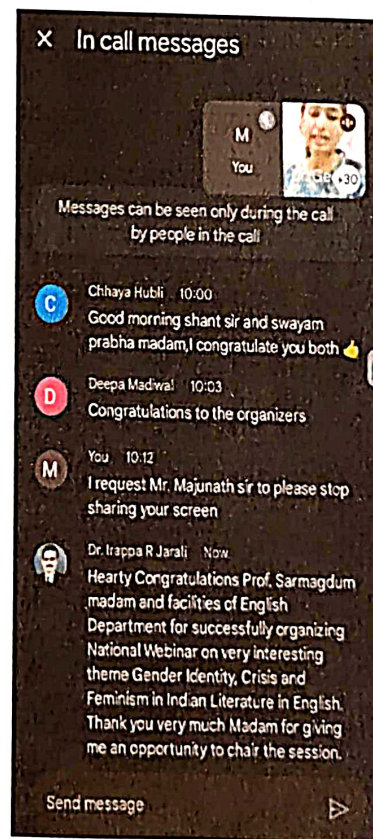 × In call messages
M
You
+30
Messages can be seen only during the call
by people in the call
C
Chhaya Hubli 10:00
Good morning shant sir and swayam
prabha madam,I congratulate you both 👍
D
Deepa Madiwal 10:03
Congratulations to the organizers
M
You 10:12
I request Mr. Majunath sir to please stop
sharing your screen
Dr. Irappa R Jarali Now
Hearty Congratulations Prof. Sarmagdum
madam and facilities of English
Department for successfully organizing
National Webinar on very interesting
theme Gender Identity, Crisis and
Feminism in Indian Literature in English.
Thank you very much Madam for giving
me an opportunity to chair the session.
Send message